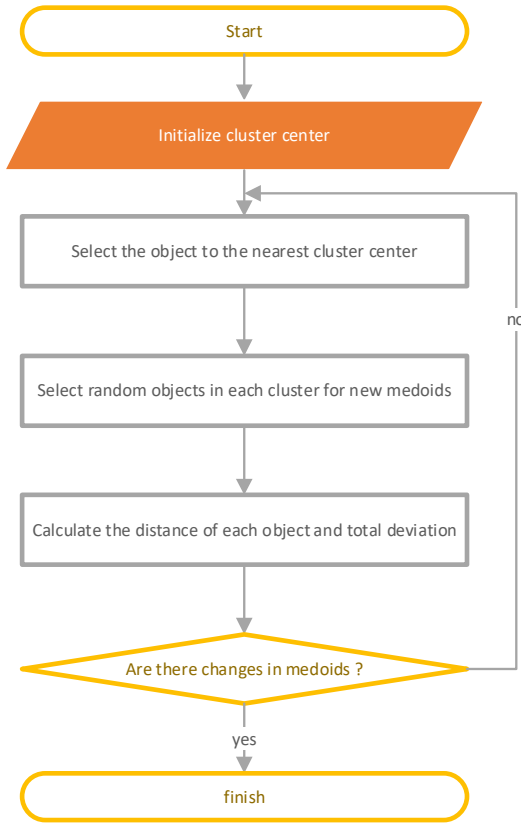 Start
Initialize cluster center
Select the object to the nearest cluster center
no
Select random objects in each cluster for new medoids
Calculate the distance of each object and total deviation
Are there changes in medoids ?
yes
finish